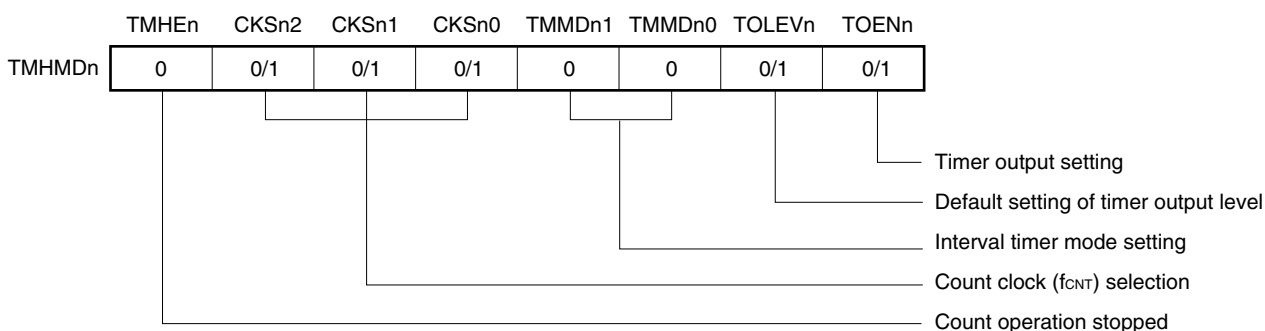 TMHEn CKSn2 CKSn1 CKSn0 TMMDn1 TMMDn0 TOLEVn TOENn
TMHMDn 0 0/1 0/1 0/1 0 0 0/1 0/1
Timer output setting
Default setting of timer output level
Interval timer mode setting
Count clock (fCNT) selection
Count operation stopped